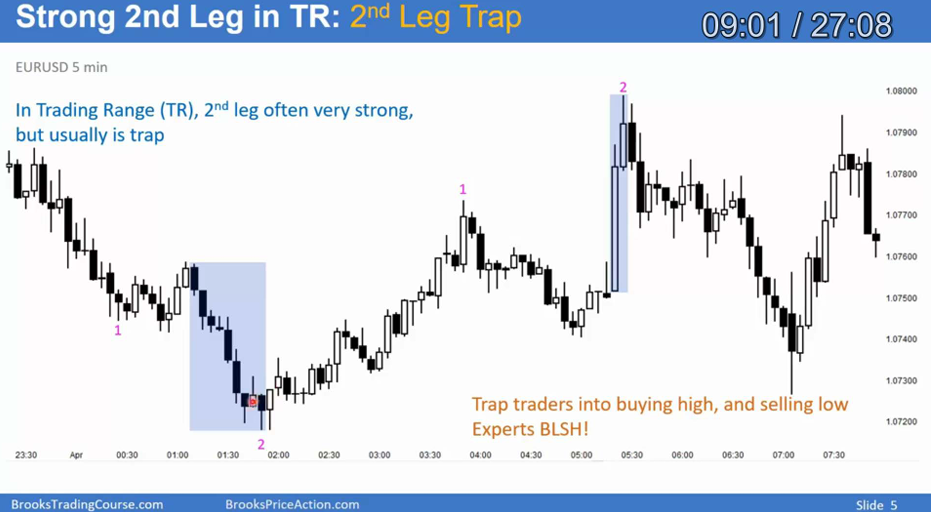 Strong 2nd Leg in TR: 2nd Leg Trap
09:01 / 27:08
EURUSD 5 min
In Trading Range (TR), 2nd leg often very strong,
but usually is trap
2
1
1
2
1.08000
1.07900
1.07800
1.07700
1.07600
1.07500
1.07400
1.07300
1.07200
Trap traders into buying high, and selling low
Experts BLSH!
23:30 Apr 00:30 01:00 01:30 02:00 02:30 03:00 03:30 04:00 04:30 05:00 05:30 06:00 06:30 07:00 07:30
BrooksTradingCourse.com BrooksPriceAction.com Slide 5